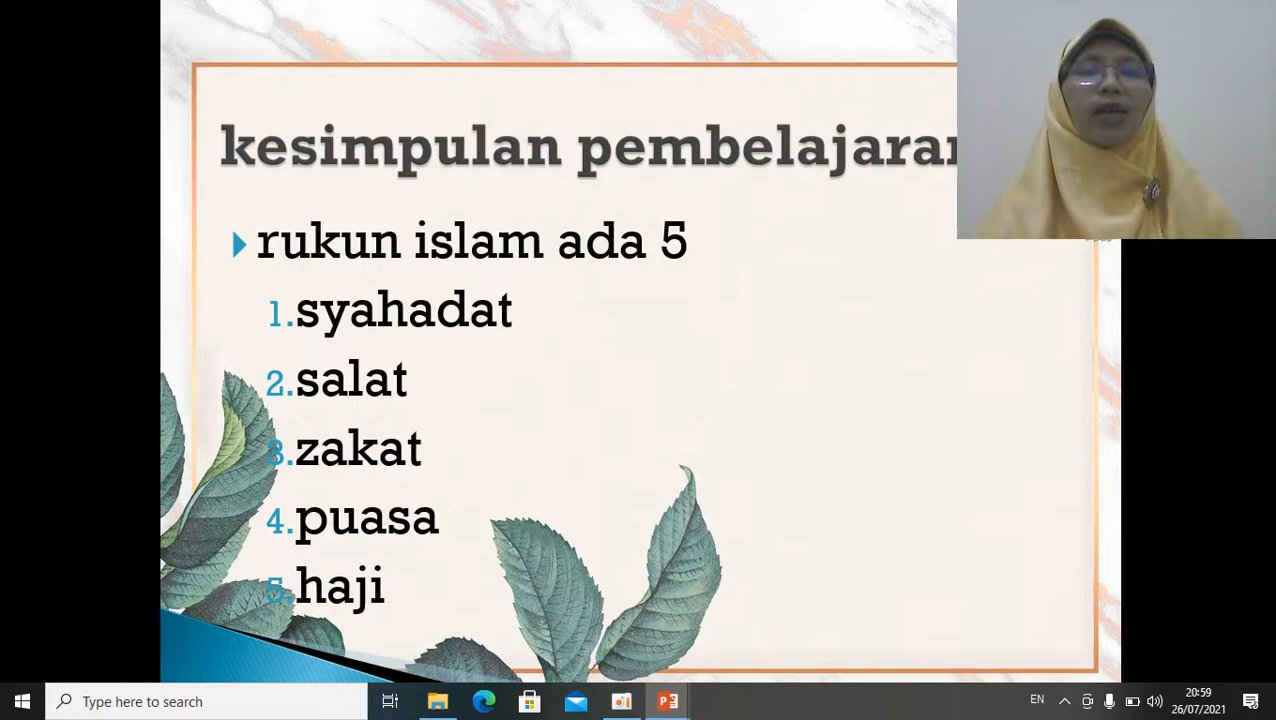 kesimpulan pembelajaran
rukun islam ada 5
1.syahadat
2.salat
3.zakat
4.puasa
5.haji
Type here to search
EN
20:59
26/07/2021